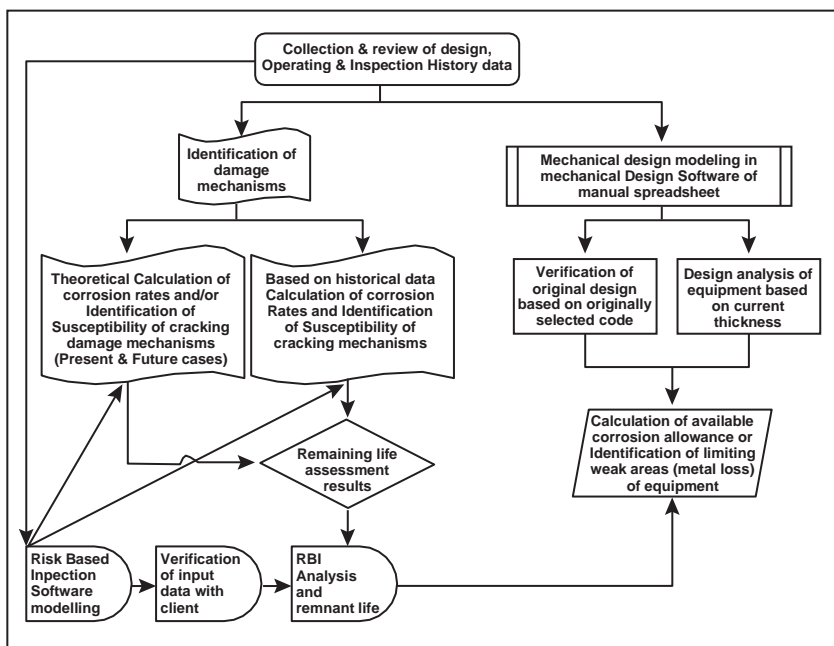 Collection & review of design,
Operating & Inspection History data
Identification of
damage
mechanisms
Mechanical design modeling in
mechanical Design Software of
manual spreadsheet
Theoretical Calculation of
corrosion rates and/or
Identification of
Susceptibility of cracking
damage mechanisms
(Present & Future cases)
Based on historical data
Calculation of corrosion
Rates and Identification
of Susceptibility of
cracking mechanisms
Verification of
original design
based on originally
selected code
Design analysis of
equipment based
on current
thickness
Remaining life
assessment
results
Calculation of available
corrosion allowance or
Identification of limiting
weak areas (metal loss)
of equipment
Risk Based
Inpection
Software
modelling
Verification
of input
data with
client
RBI
Analysis
and
remnant life